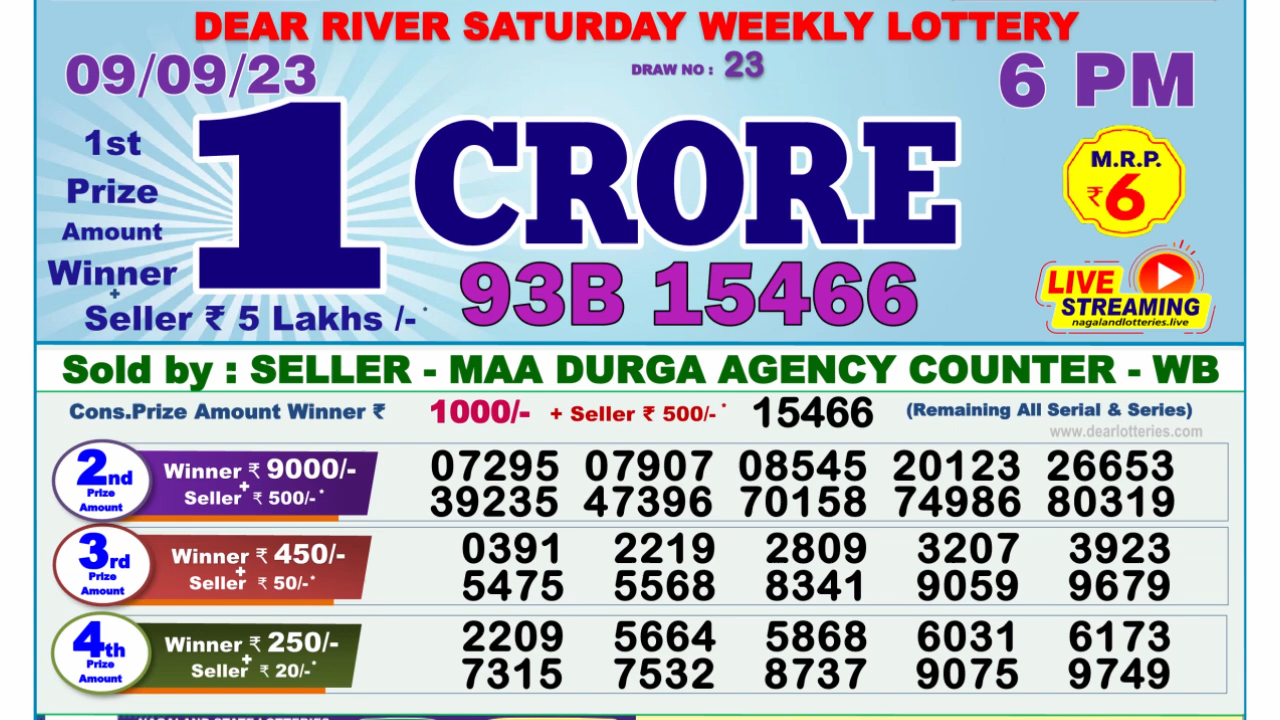 DEAR RIVER SATURDAY WEEKLY LOTTERY
09/09/23
DRAW NO : 23
6 PM
1st
Prize
Amount
Winner
+
Seller ₹ 5 Lakhs /-*
1 CRORE
93B 15466
M.R.P.
₹6
LIVE
STREAMING
nagalandlotteries.live
Sold by : SELLER - MAA DURGA AGENCY COUNTER - WB
Cons.Prize Amount Winner ₹ 1000/- + Seller ₹ 500/-* 15466 (Remaining All Serial & Series)
www.dearlotteries.com
2nd
Prize
Amount
Winner ₹ 9000/-
+
Seller ₹ 500/-*
07295 07907 08545 20123 26653
39235 47396 70158 74986 80319
3rd
Prize
Amount
Winner ₹ 450/-
+
Seller ₹ 50/-*
0391 2219 2809 3207 3923
5475 5568 8341 9059 9679
4th
Prize
Amount
Winner ₹ 250/-
+
Seller ₹ 20/-*
2209 5664 5868 6031 6173
7315 7532 8737 9075 9749
NAGALAND STATE LOTTERIES